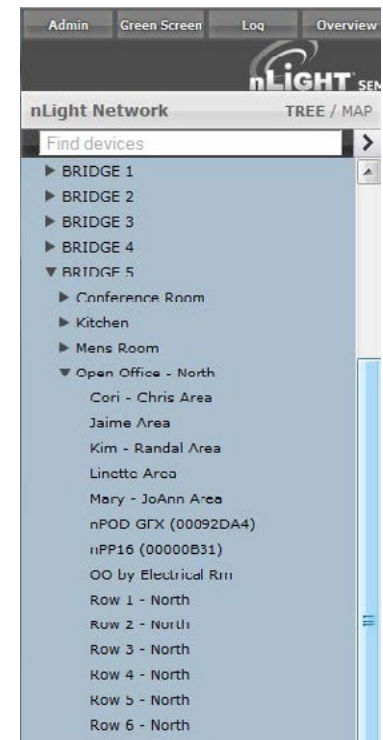 Admin Green Screen Log Overview
nLIGHT SEN
nLight Network TREE / MAP
Find devices
BRIDGE 1
BRIDGE 2
BRIDGE 3
BRIDGE 4
BRIDGE 5
Conference Room
Kitchen
Mens Room
Open Office - North
Cori - Chris Area
Jaime Area
Kim - Randal Area
Linette Area
Mary - JoAnn Area
nPOD GFX (00092DA4)
nPP16 (00000B31)
OO by Electrical Rm
Row 1 - North
Row 2 - North
Row 3 - North
Row 4 - North
Row 5 - North
Row 6 - North